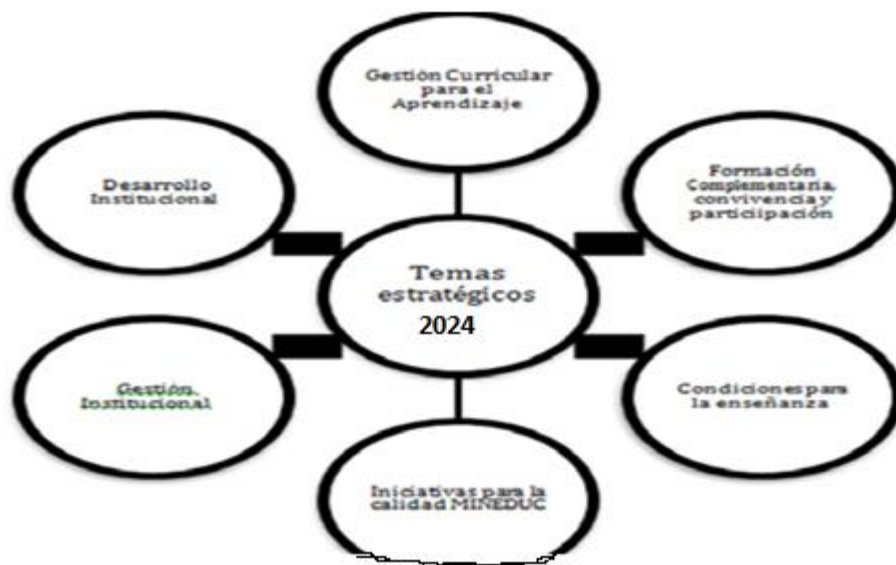 Gestión Curricular
para el
Aprendizaje
Desarrollo
Institucional
Formación
Complementaria,
convivencia y
participación
Temas
estratégicos
2024
Gestión
Institucional
Condiciones para
la enseñanza
Iniciativas para la
calidad MINEDUC